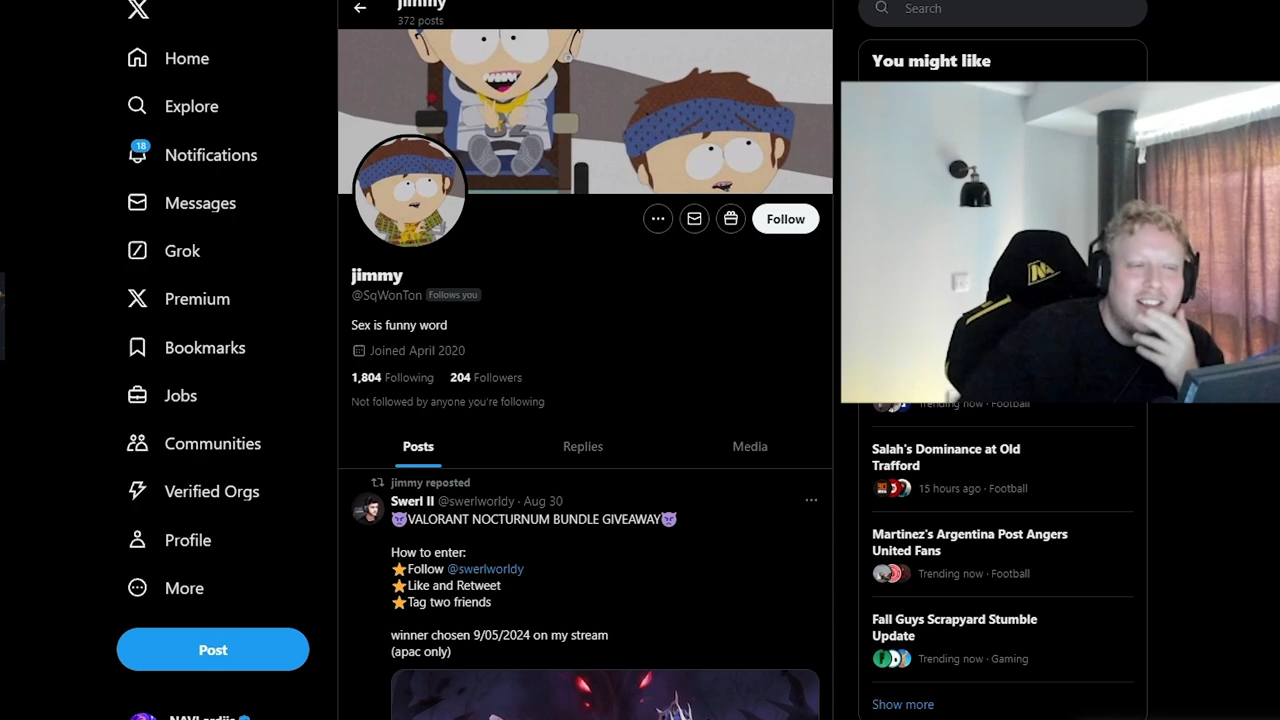 jimmy
372 posts
Search
Home
Explore
18
Notifications
Messages
Grok
Premium
Bookmarks
Jobs
Communities
Verified Orgs
Profile
More
Post
Follow
jimmy
@SqWonTon Follows you
Sex is funny word
Joined April 2020
1,804 Following 204 Followers
Not followed by anyone you're following
Posts Replies Media
jimmy reposted
Swerl II @swerlworldy · Aug 30
😈VALORANT NOCTURNUM BUNDLE GIVEAWAY😈
How to enter:
⭐Follow @swerlworldy
⭐Like and Retweet
⭐Tag two friends
winner chosen 9/05/2024 on my stream
(apac only)
You might like
Trending now · Football
Salah's Dominance at Old
Trafford
15 hours ago · Football
Martinez's Argentina Post Angers
United Fans
Trending now · Football
Fall Guys Scrapyard Stumble
Update
Trending now · Gaming
Show more